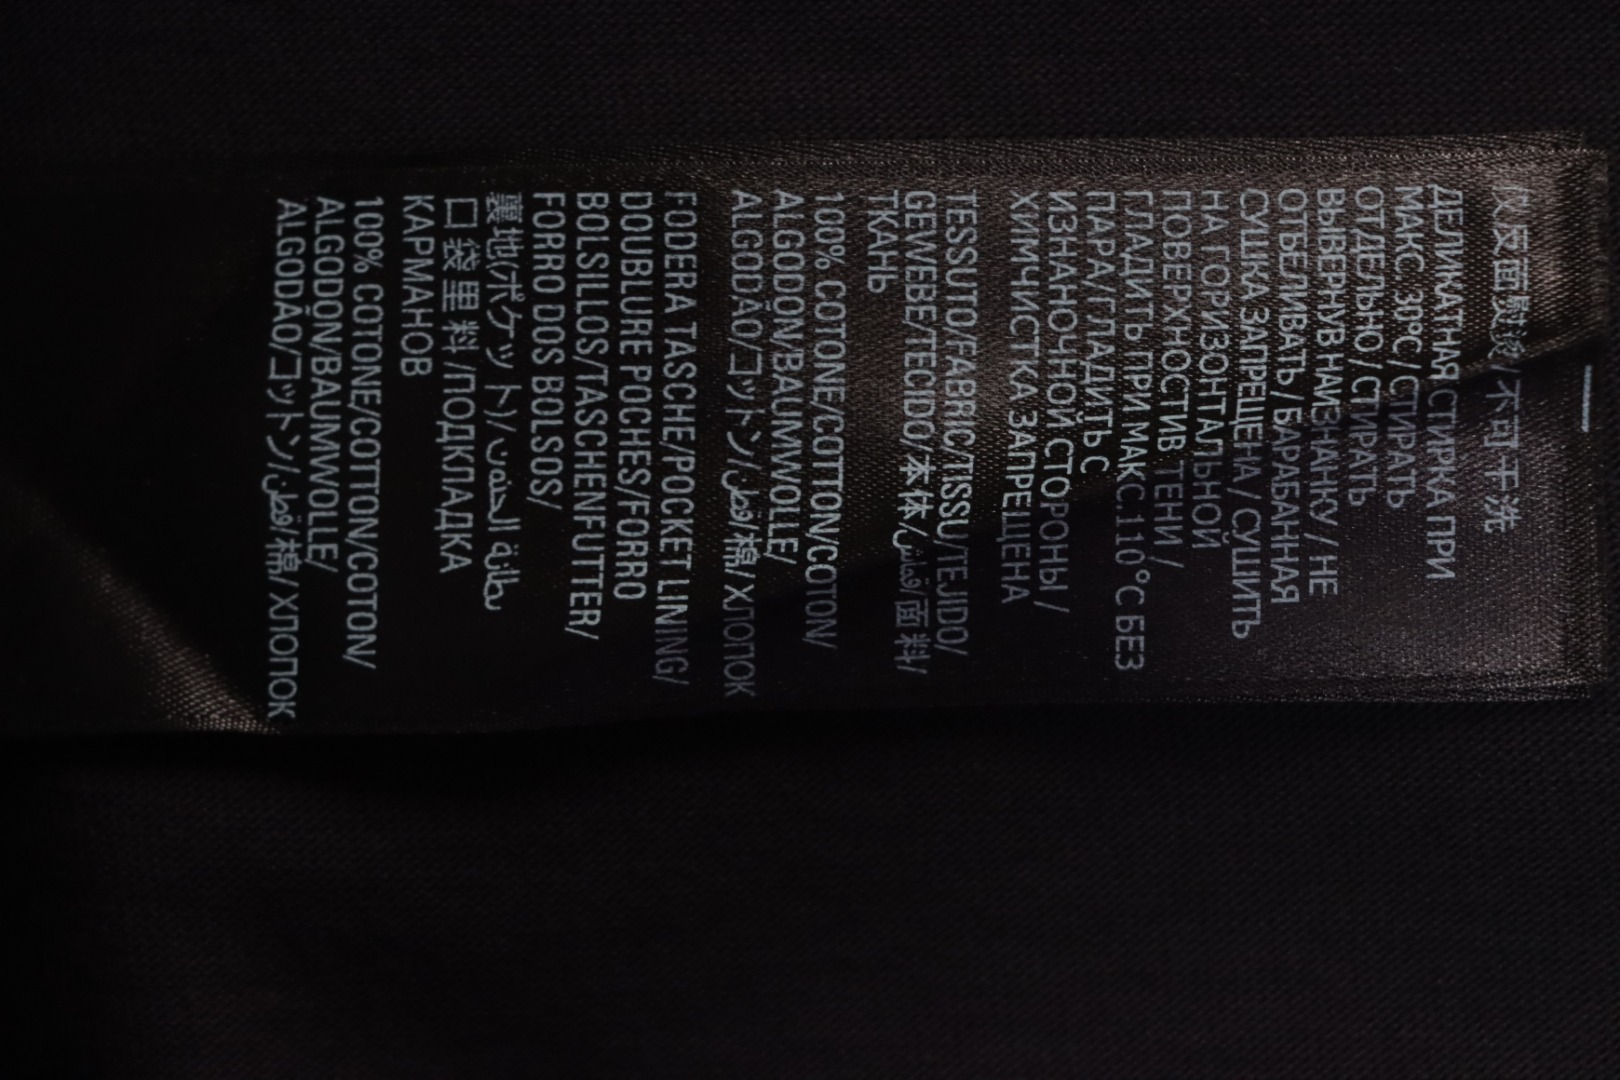 从反面熨烫/不可干洗
ДЕЛИКАТНАЯ СТИРКА ПРИ
МАКС. 30°C / СТИРАТЬ
ОТДЕЛЬНО / СТИРАТЬ
ВЫВЕРНУВ НАИЗНАНКУ / НЕ
ОТБЕЛИВАТЬ / БАРАБАННАЯ
СУШКА ЗАПРЕЩЕНА / СУШИТЬ
НА ГОРИЗОНТАЛЬНОЙ
ПОВЕРХНОСТИ В ТЕНИ /
ГЛАДИТЬ ПРИ МАКС.110°C БЕЗ
ПАРА/ ГЛАДИТЬ С
ИЗНАНОЧНОЙ СТОРОНЫ /
ХИМЧИСТКА ЗАПРЕЩЕНА
TESSUTO/FABRIC/TISSU/TEJIDO/
GEWEBE/TECIDO/本体/قماش/面料/
ТКАНЬ
100% COTONE/COTTON/COTON/
ALGODÓN/BAUMWOLLE/
ALGODÃO/コットン/قطن/棉/ ХЛОПОК
FODERA TASCHE/POCKET LINING/
DOUBLURE POCHES/FORRO
BOLSILLOS/TASCHENFUTTER/
FORRO DOS BOLSOS/
裏地(ポケット)/بطانة الجيوب/
口袋里料/ПОДКЛАДКА
КАРМАНОВ
100% COTONE/COTTON/COTON/
ALGODÓN/BAUMWOLLE/
ALGODÃO/コットン/قطن/棉/ ХЛОПОК